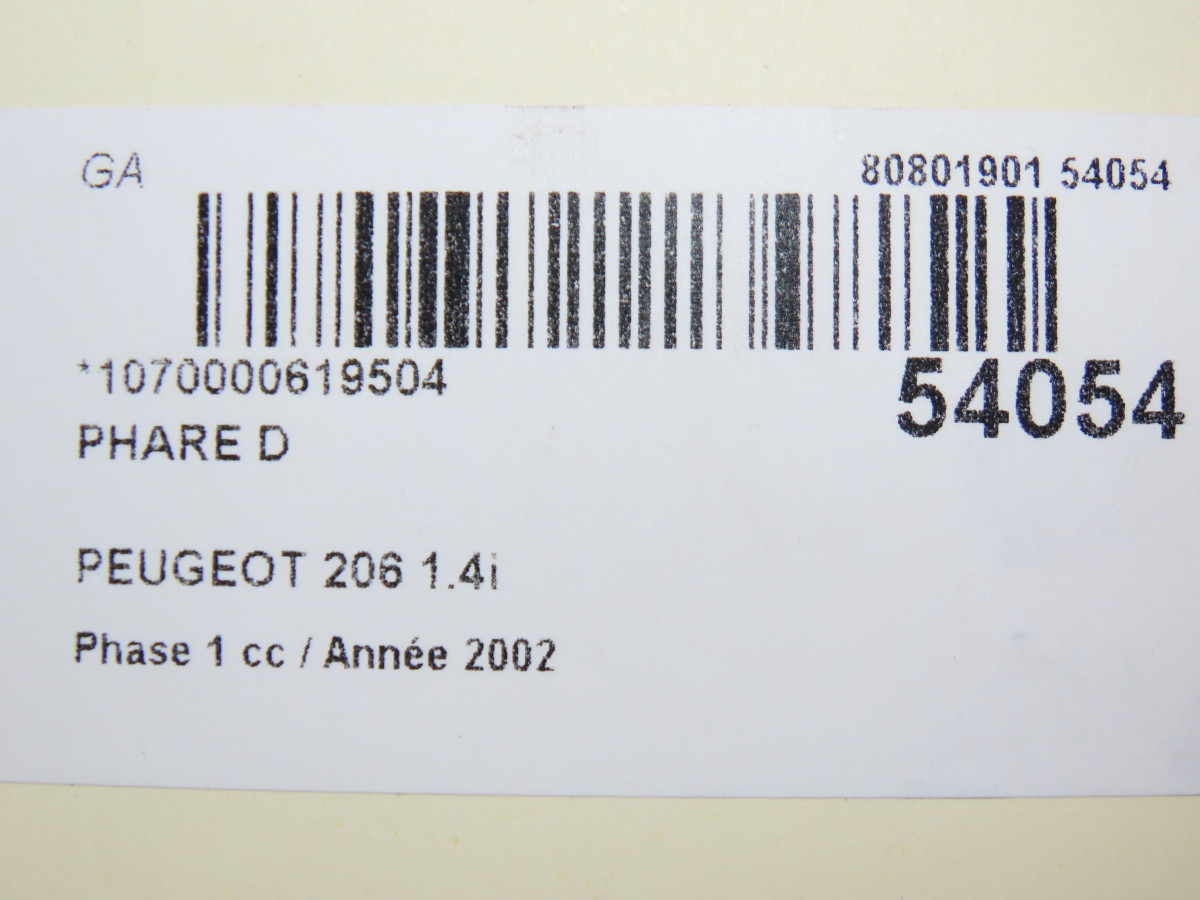 GA
80801901 54054
*1070000619504
54054
PHARE D
PEUGEOT 206 1.4i
Phase 1 cc / Année 2002